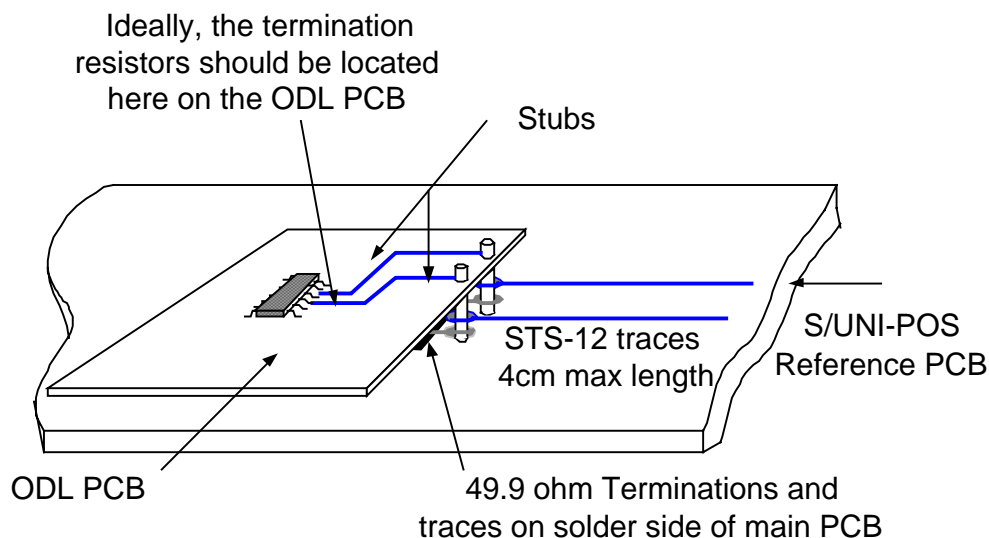 Ideally, the termination
resistors should be located
here on the ODL PCB
Stubs
STS-12 traces
4cm max length
S/UNI-POS
Reference PCB
ODL PCB
49.9 ohm Terminations and
traces on solder side of main PCB